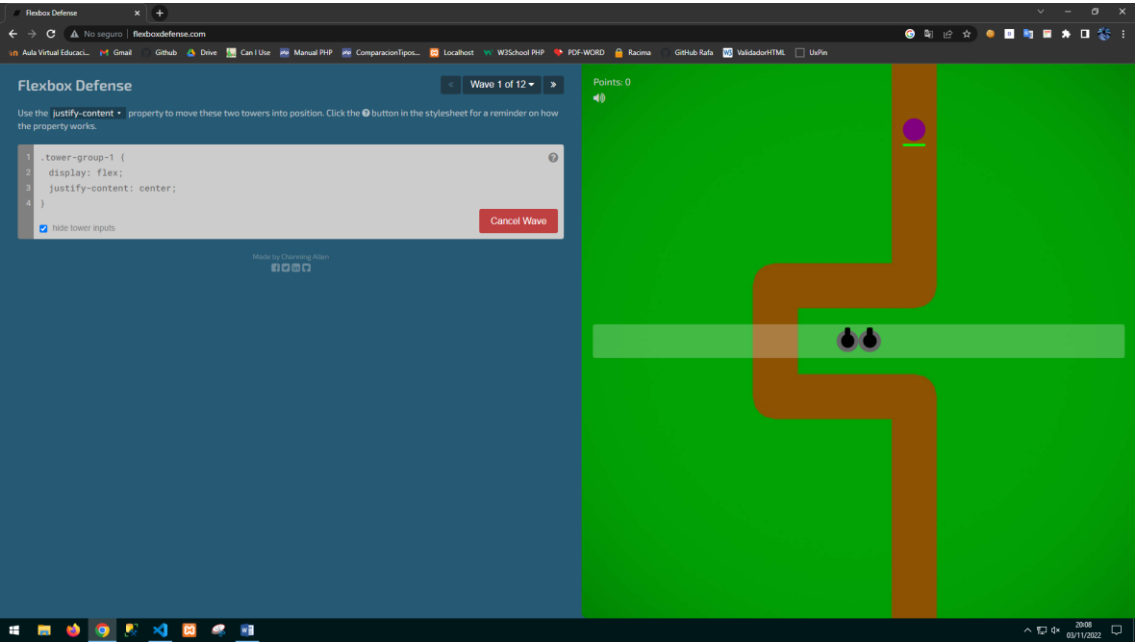 Flexbox Defense
No seguro | flexboxdefense.com
Aula Virtual Educaci... Gmail Github Drive Can I Use Manual PHP ComparacionTipos... Localhost W3School PHP PDF-WORD Racima GitHub Rafa ValidadorHTML UxPin
Flexbox Defense
Wave 1 of 12
Use the justify-content property to move these two towers into position. Click the ? button in the stylesheet for a reminder on how
the property works.
1 .tower-group-1 {
2 display: flex;
3 justify-content: center;
4 }
hide tower inputs
Cancel Wave
Made by Channing Allen
Points: 0
20:08
03/11/2022